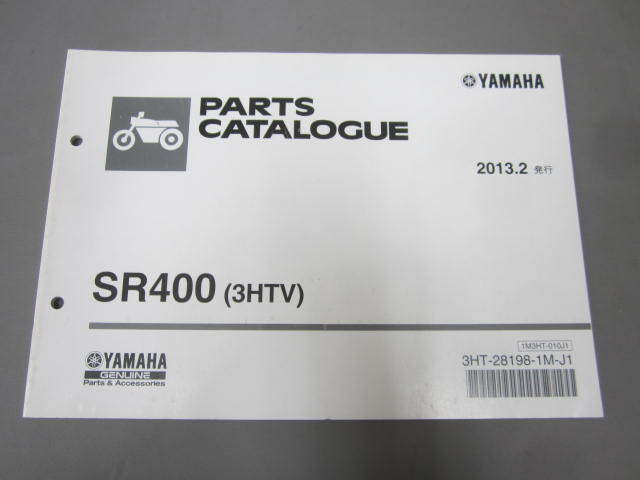 YAMAHA
PARTS
CATALOGUE
2013.2 発行
SR400 (3HTV)
YAMAHA
GENUINE
Parts & Accessories
1M3HT-010J1
3HT-28198-1M-J1